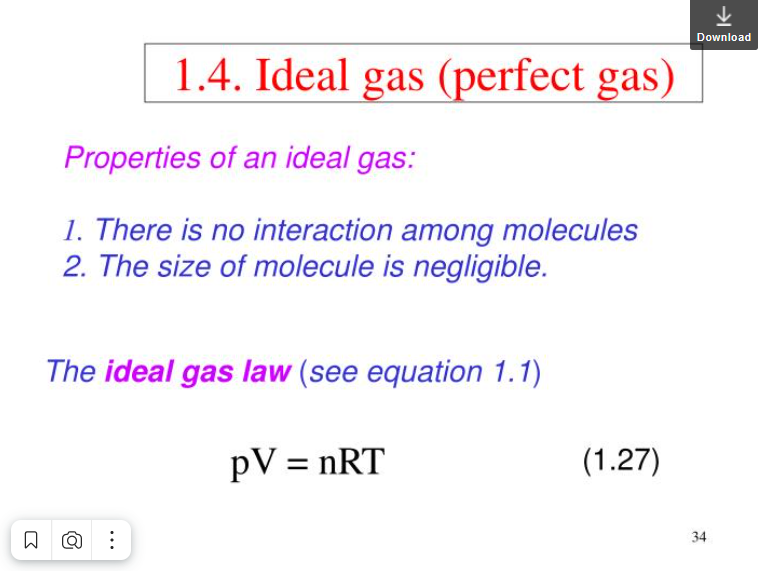 Download
1.4. Ideal gas (perfect gas)
Properties of an ideal gas:
1. There is no interaction among molecules
2. The size of molecule is negligible.
The ideal gas law (see equation 1.1)
pV = nRT (1.27)
34